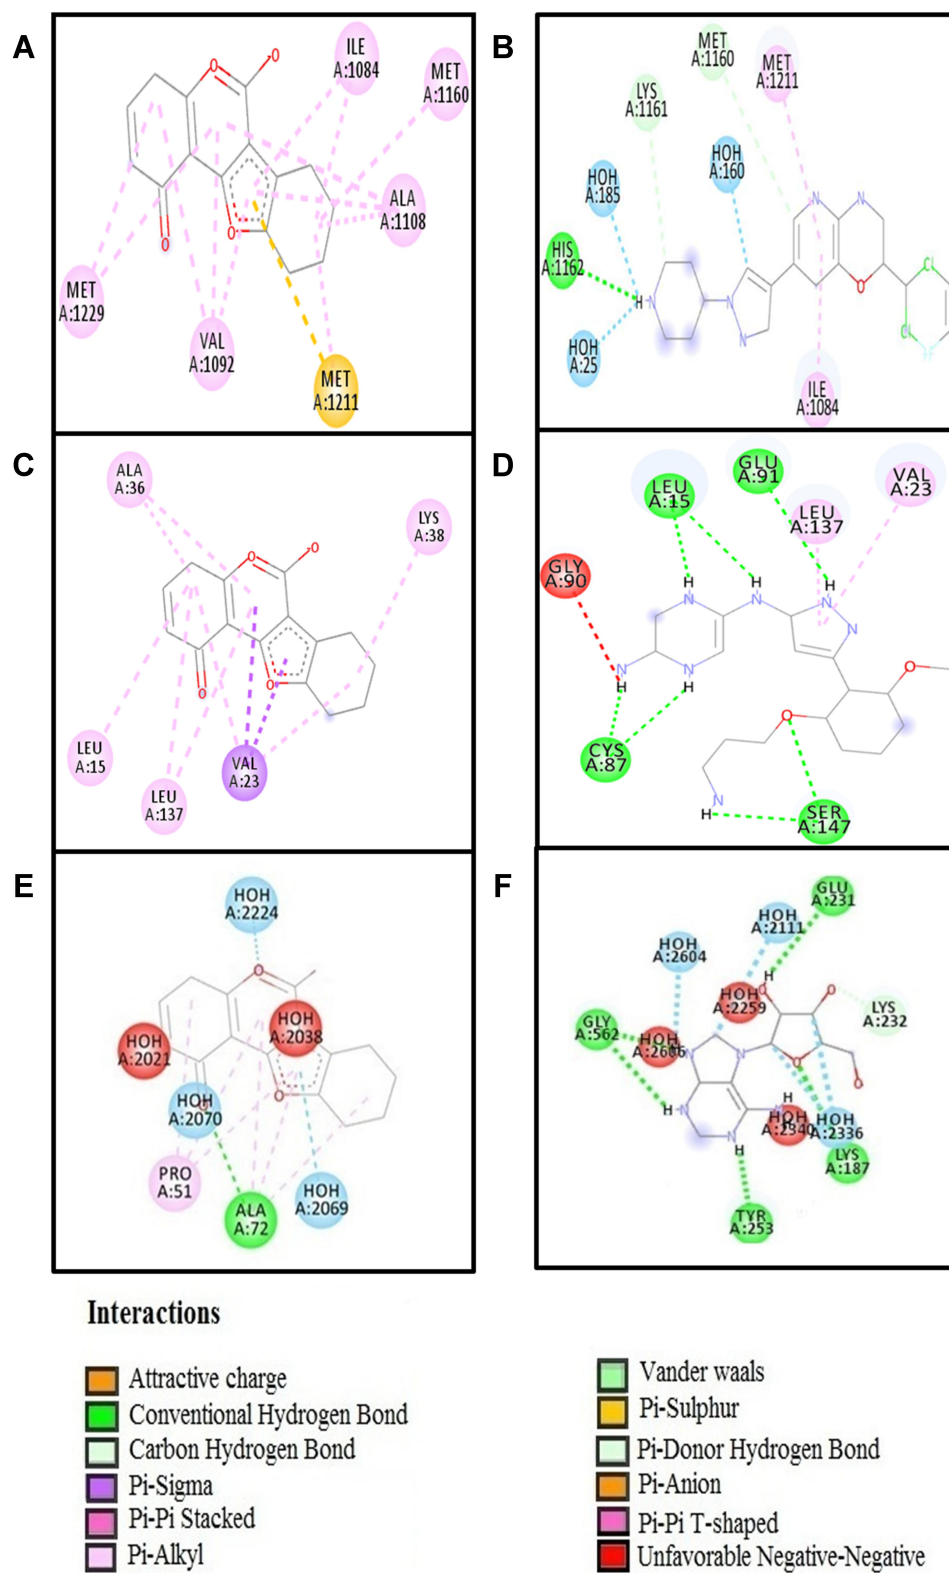 A
ILE
A:1084
MET
A:1160
ALA
A:1108
MET
A:1229
VAL
A:1092
MET
A:1211
O
O
O
O
B
MET
A:1160
MET
A:1211
LYS
A:1161
HOH
A:160
HOH
A:185
HIS
A:1162
HOH
A:25
ILE
A:1084
H
N
N
N
N
N
O
Cl
Cl
C
ALA
A:36
LYS
A:38
LEU
A:15
LEU
A:137
VAL
A:23
O
O
O
O
D
LEU
A:15
GLU
A:91
VAL
A:23
LEU
A:137
GLY
A:90
CYS
A:87
SER
A:147
H
H
H
N
N
N
N
N
N
H
H
O
O
N
H
E
HOH
A:2224
HOH
A:2038
HOH
A:2021
HOH
A:2070
PRO
A:51
ALA
A:72
HOH
A:2069
O
O
O
F
GLU
A:231
HOH
A:2111
HOH
A:2604
HOH
A:2259
LYS
A:232
GLY
A:562
HOH
A:2606
HOH
A:2340
HOH
A:2336
LYS
A:187
TYR
A:253
H
O
O
N
N
O
O
H
N
N
H
H
H
Interactions
Attractive charge
Conventional Hydrogen Bond
Carbon Hydrogen Bond
Pi-Sigma
Pi-Pi Stacked
Pi-Alkyl
Vander waals
Pi-Sulphur
Pi-Donor Hydrogen Bond
Pi-Anion
Pi-Pi T-shaped
Unfavorable Negative-Negative